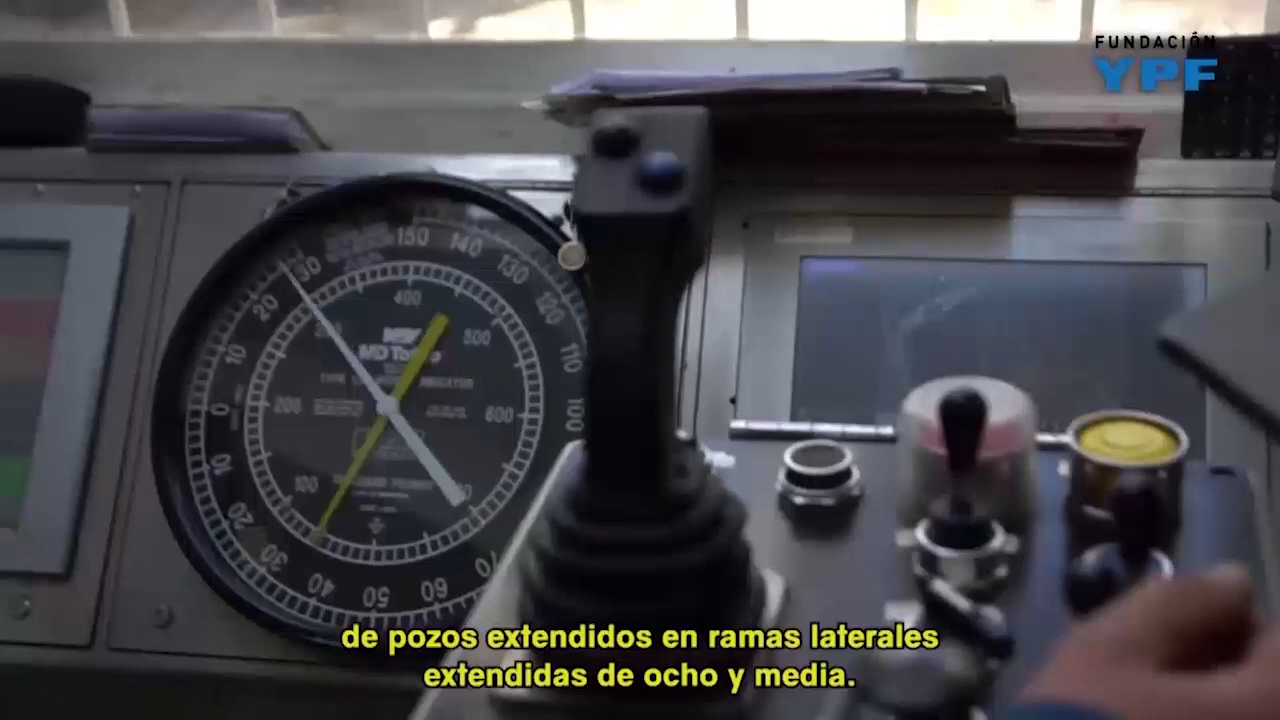 FUNDACIÓN
YPF
150 140 130 120 110 100
30 20 10 0 10 20 30 40 50 60 70
400 500 600
200 100
MD Totco
de pozos extendidos en ramas laterales
extendidas de ocho y media.